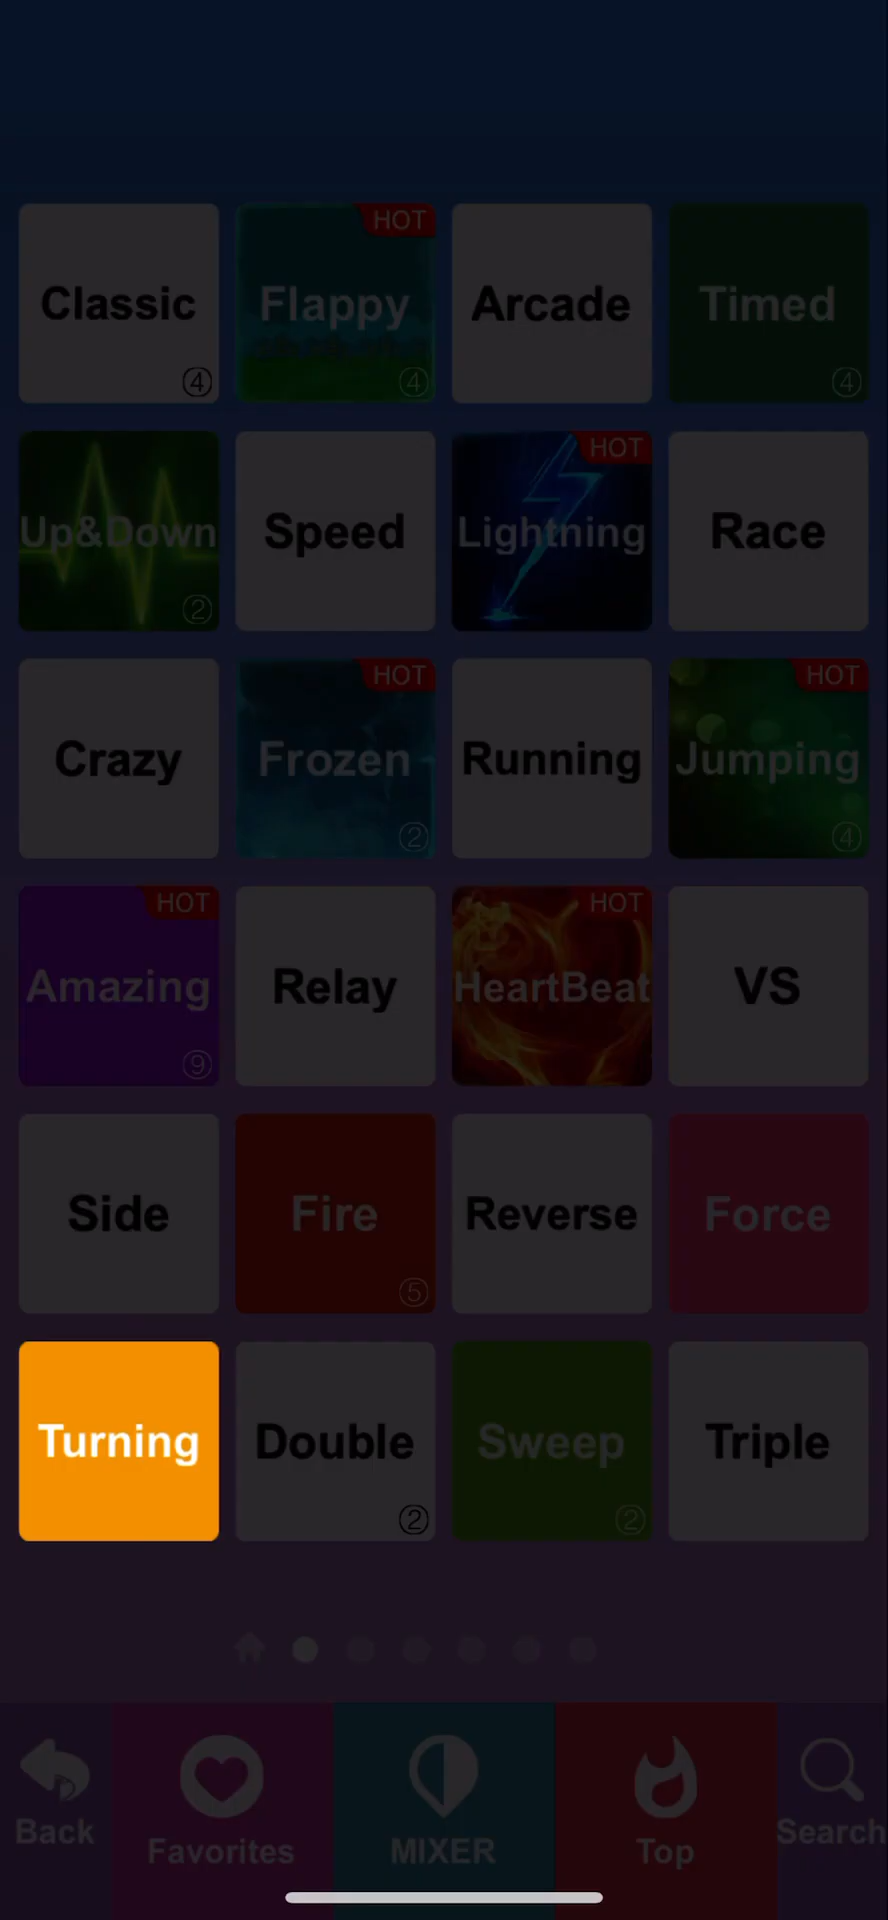 Classic
④
HOT
Flappy
④
Arcade
Timed
④
Up&Down
②
Speed
HOT
Lightning
Race
Crazy
HOT
Frozen
②
Running
HOT
Jumping
④
HOT
Amazing
⑨
Relay
HOT
HeartBeat
VS
Side
Fire
⑤
Reverse
Force
Turning
Double
②
Sweep
②
Triple
Back
Favorites
MIXER
Top
Search